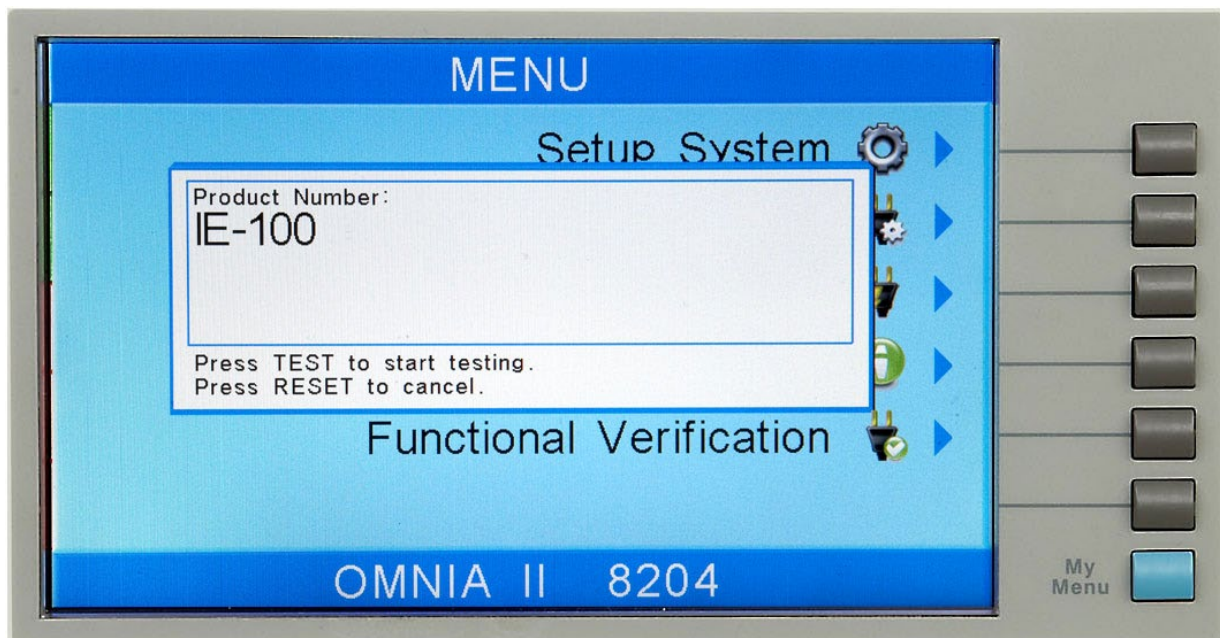 MENU
Setup System
Product Number:
IE-100
Press TEST to start testing.
Press RESET to cancel.
Functional Verification
OMNIA II 8204
My
Menu